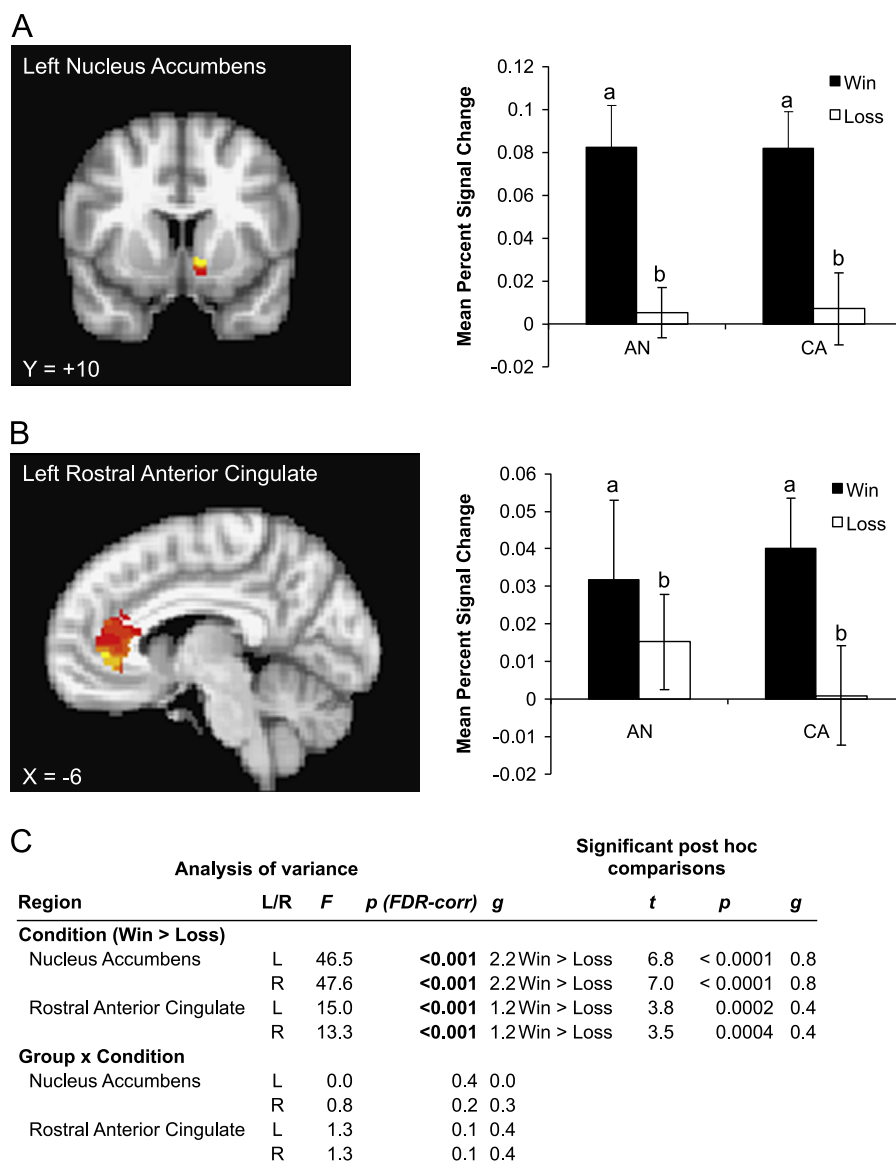 A
Left Nucleus Accumbens
Y = +10
Mean Percent Signal Change
0.12
0.1
0.08
0.06
0.04
0.02
0
-0.02
a
b
a
b
AN
CA
Win
Loss
B
Left Rostral Anterior Cingulate
X = -6
Mean Percent Signal Change
0.06
0.05
0.04
0.03
0.02
0.01
0
-0.01
-0.02
a
b
a
b
AN
CA
Win
Loss
C
Analysis of variance
Significant post hoc
comparisons
Region L/R F p (FDR-corr) g t p g
Condition (Win > Loss)
Nucleus Accumbens L 46.5 <0.001 2.2 Win > Loss 6.8 < 0.0001 0.8
R 47.6 <0.001 2.2 Win > Loss 7.0 < 0.0001 0.8
Rostral Anterior Cingulate L 15.0 <0.001 1.2 Win > Loss 3.8 0.0002 0.4
R 13.3 <0.001 1.2 Win > Loss 3.5 0.0004 0.4
Group x Condition
Nucleus Accumbens L 0.0 0.4 0.0
R 0.8 0.2 0.3
Rostral Anterior Cingulate L 1.3 0.1 0.4
R 1.3 0.1 0.4